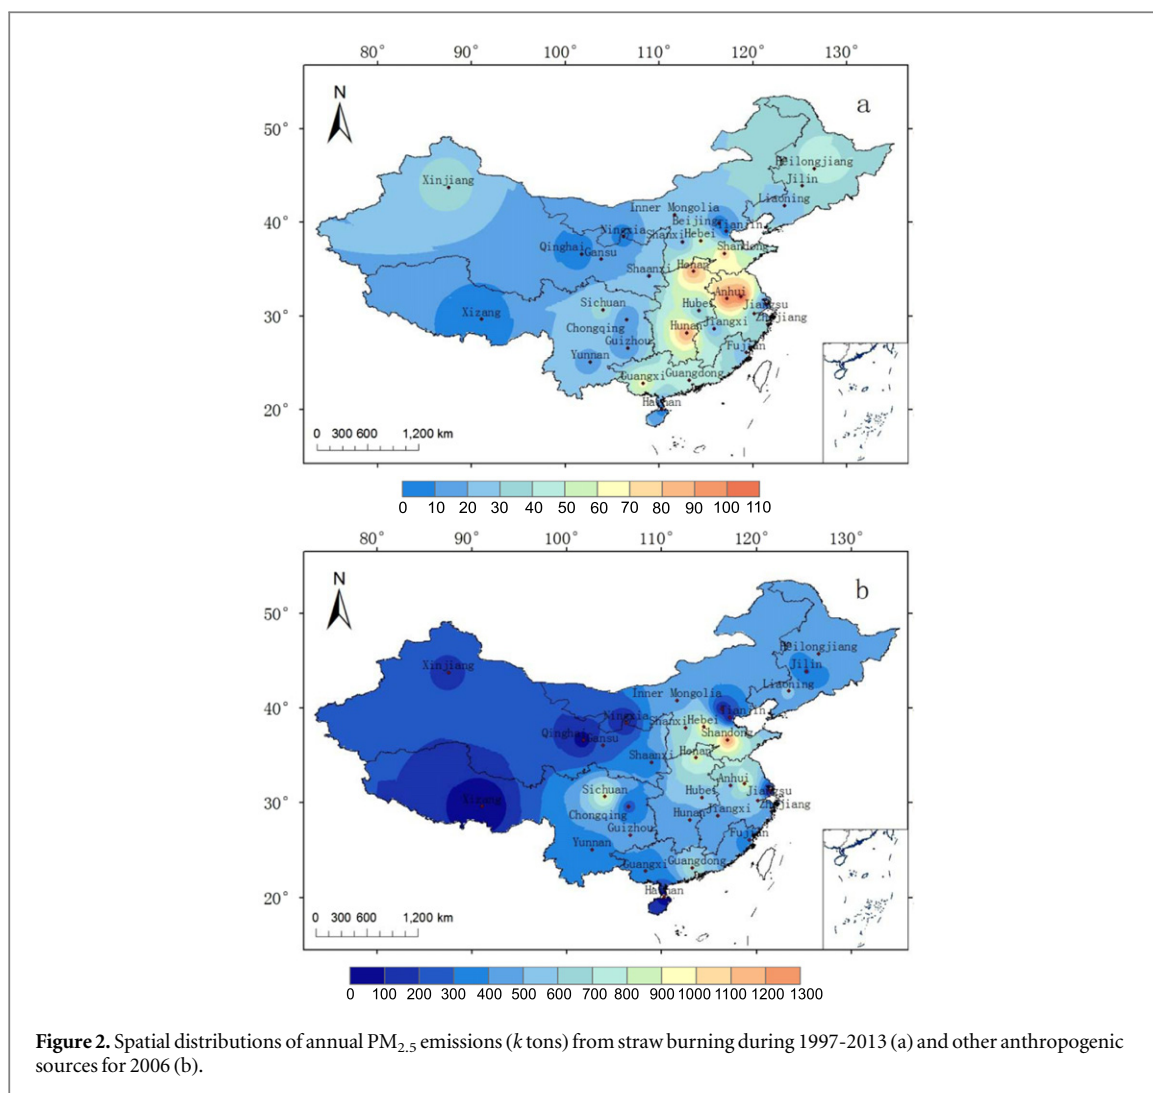 80° 90° 100° 110° 120° 130°
N
a
50°
40°
30°
20°
Xinjiang
Heilongjiang
Jilin
Liaoning
Inner Mongolia
Beijing
Tianjin
Ningxia
Shanxi
Hebei
Qinghai
Gansu
Shandong
Shaanxi
Honan
Anhui
Jiangsu
Xizang
Sichuan
Hubei
Zhejiang
Chongqing
Hunan
Jiangxi
Guizhou
Fujian
Yunnan
Guangxi
Guangdong
Hainan
0 300 600 1,200 km
0 10 20 30 40 50 60 70 80 90 100 110
80° 90° 100° 110° 120° 130°
N
b
50°
40°
30°
20°
Heilongjiang
Xinjiang
Jilin
Liaoning
Inner Mongolia
Tianjin
Ningxia
Shanxi
Hebei
Qinghai
Gansu
Shandong
Shaanxi
Honan
Anhui
Sichuan
Hubei
Jiangsu
Xizang
Zhejiang
Chongqing
Hunan
Jiangxi
Guizhou
Fujian
Yunnan
Guangxi
Guangdong
Hainan
0 300 600 1,200 km
0 100 200 300 400 500 600 700 800 900 1000 1100 1200 1300
Figure 2. Spatial distributions of annual PM2.5 emissions (k tons) from straw burning during 1997-2013 (a) and other anthropogenic
sources for 2006 (b).